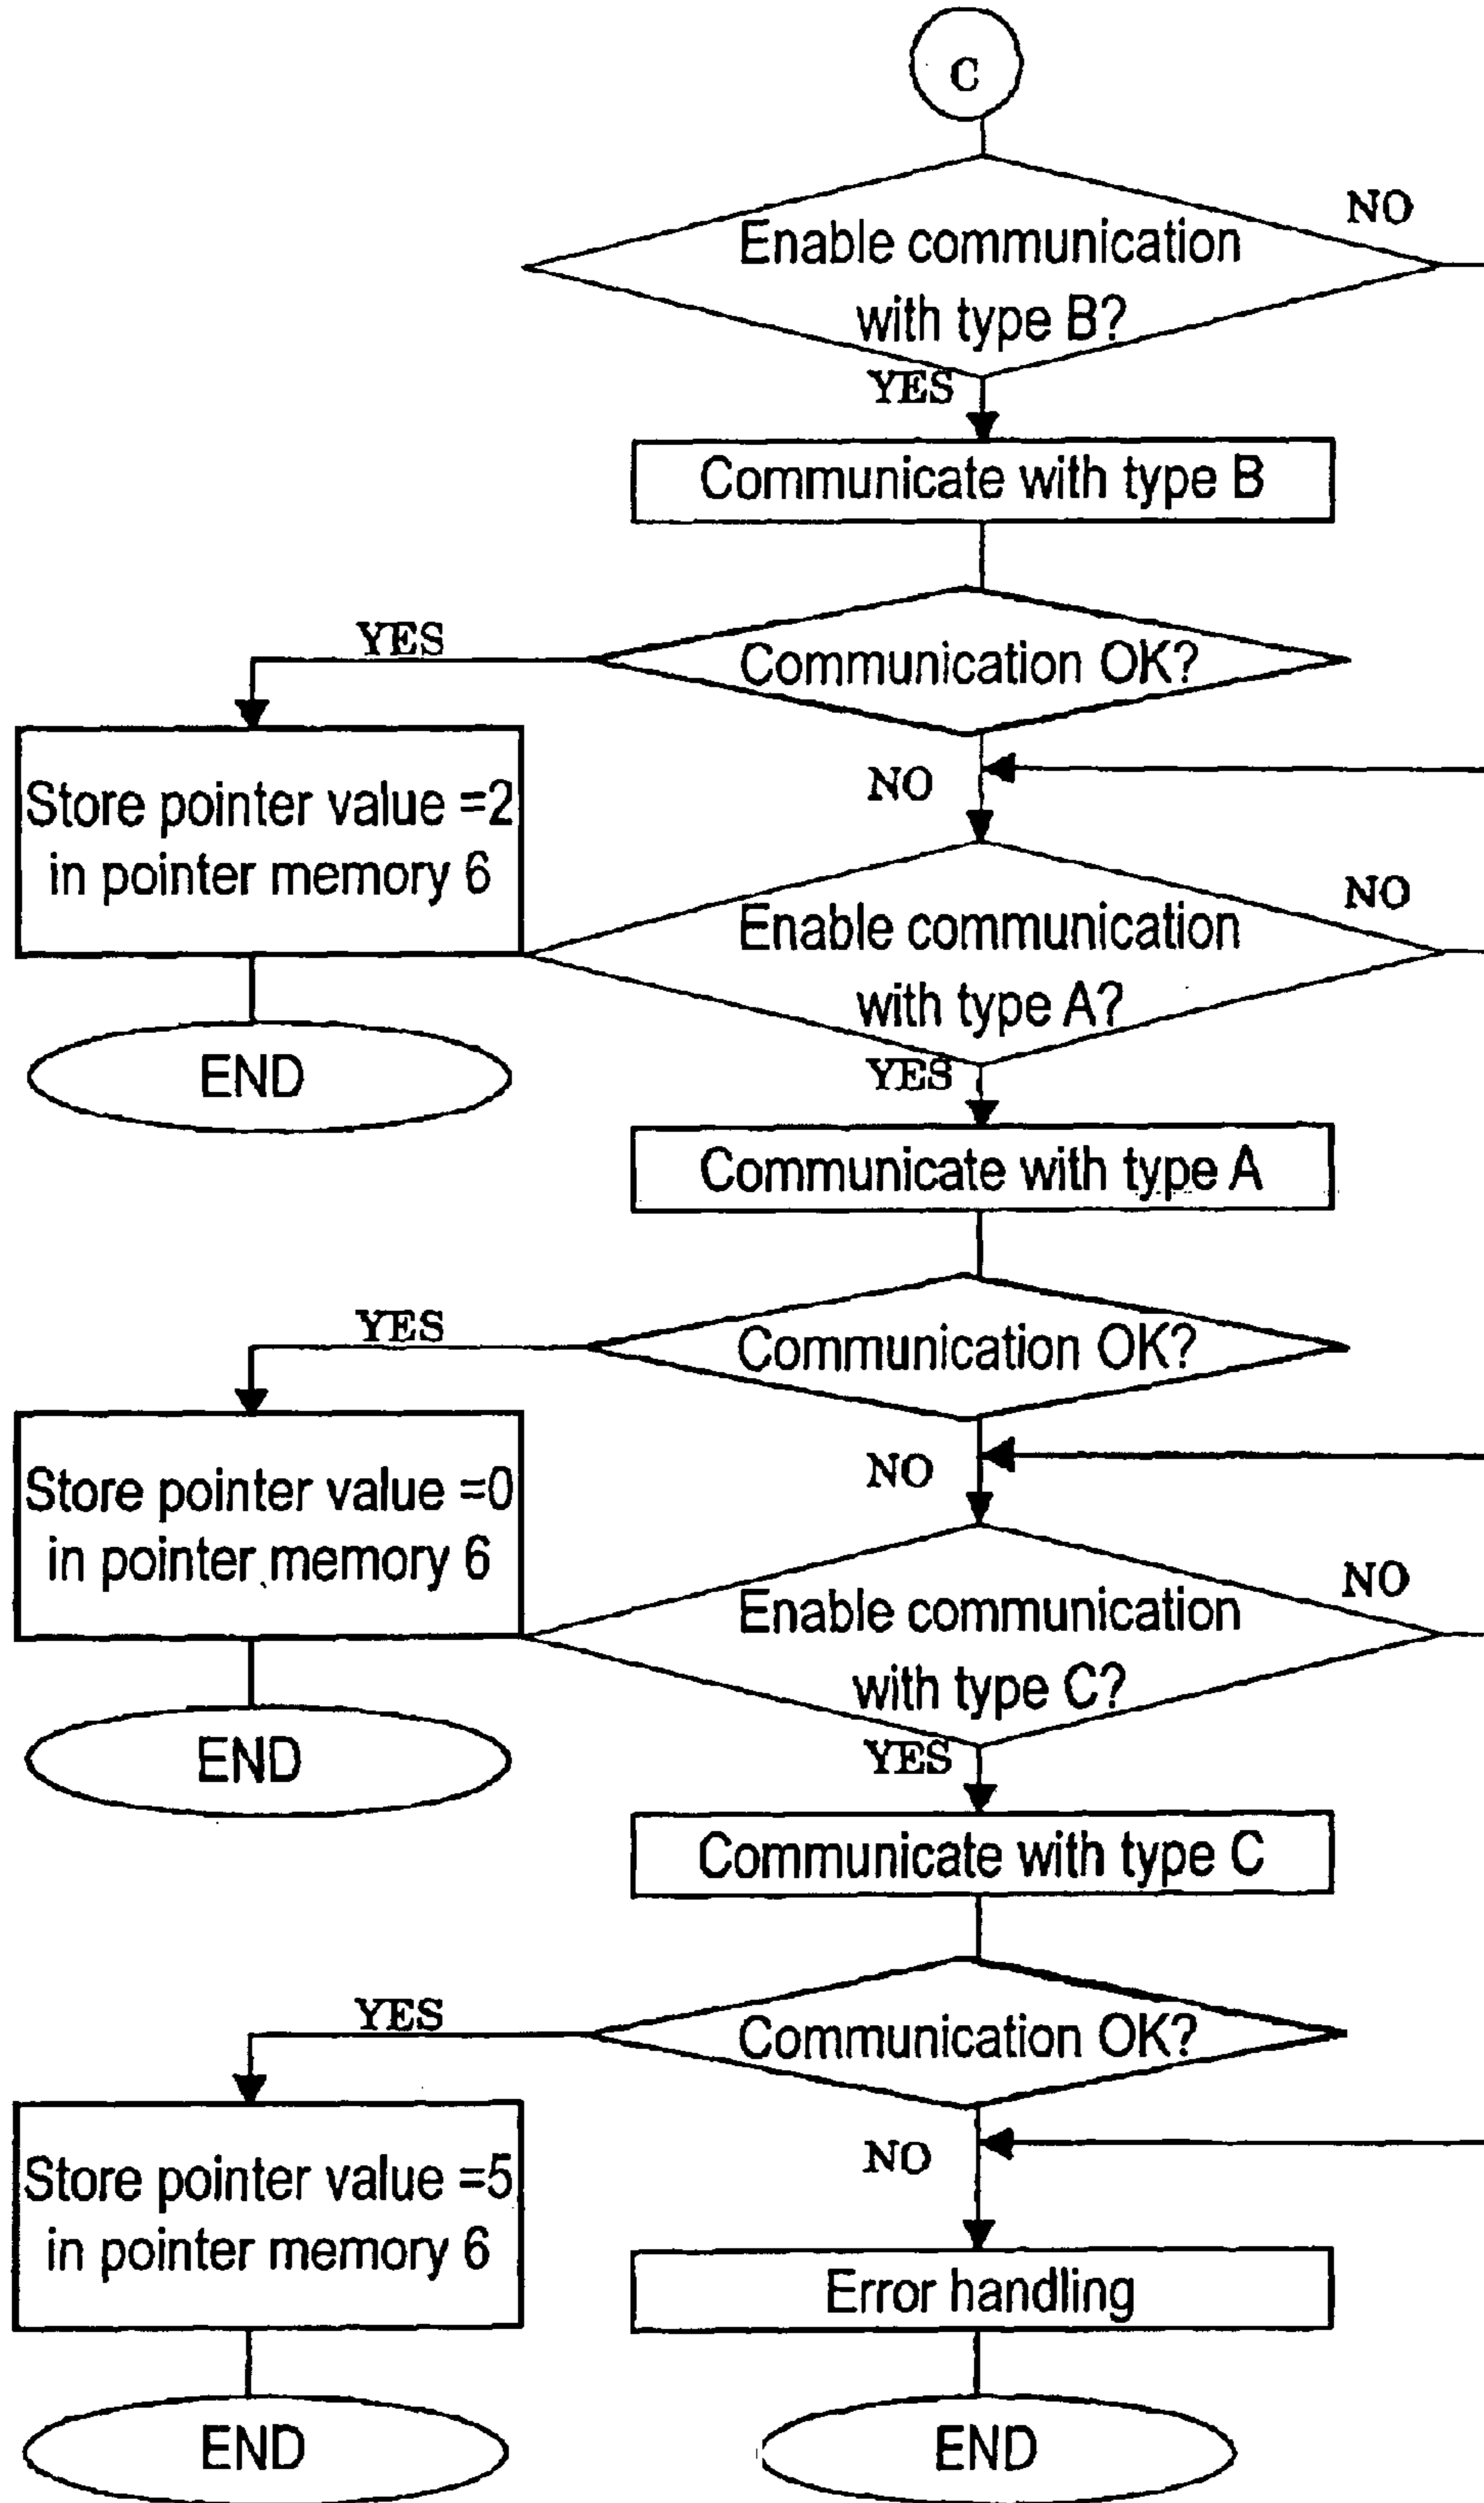 C
Enable communication
with type B?
NO
YES
Communicate with type B
YES
Communication OK?
Store pointer value =2
in pointer memory 6
NO
Enable communication
with type A?
NO
END
YES
Communicate with type A
YES
Communication OK?
Store pointer value =0
in pointer memory 6
NO
Enable communication
with type C?
NO
END
YES
Communicate with type C
YES
Communication OK?
Store pointer value =5
in pointer memory 6
NO
Error handling
END
END